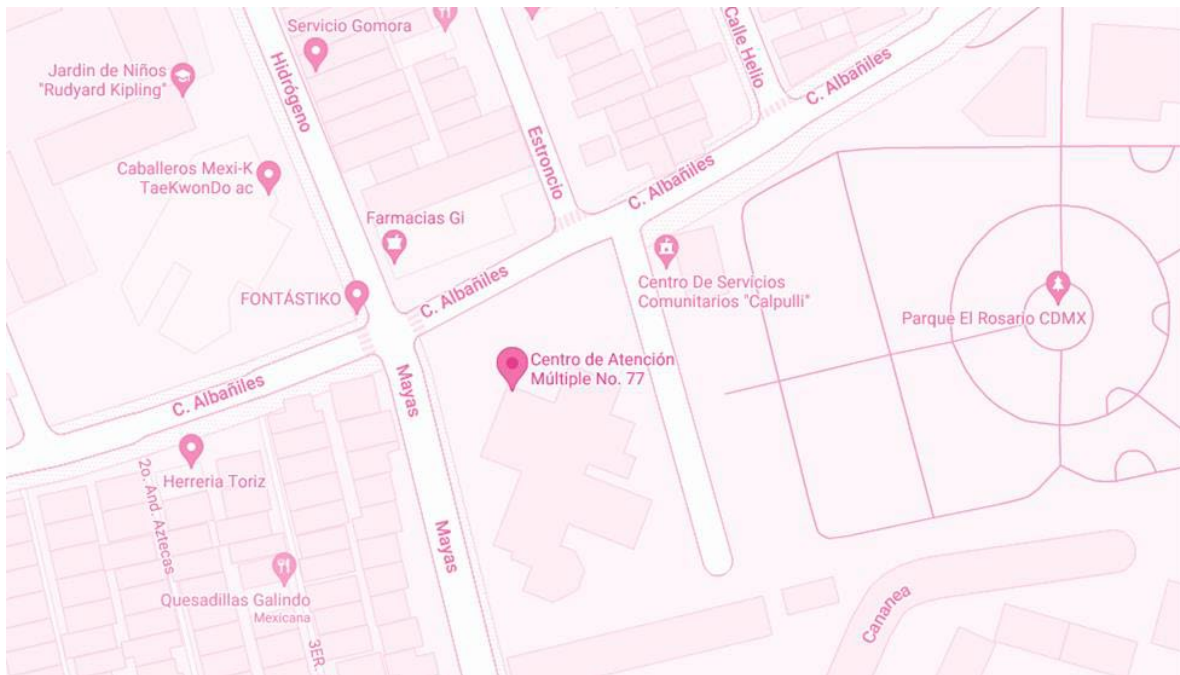 Servicio Gomora
Calle Helio
Jardin de Niños
"Rudyard Kipling"
Hidrógeno
C. Albañiles
Estroncio
Caballeros Mexi-K
TaeKwonDo ac
C. Albañiles
Farmacias Gi
FONTÁSTIKO
C. Albañiles
Centro De Servicios
Comunitarios "Calpulli"
Parque El Rosario CDMX
Centro de Atención
Múltiple No. 77
Mayas
C. Albañiles
Herreria Toriz
2o. And. Aztecas
Mayas
Quesadillas Galindo
Mexicana
3ER.
Cananea